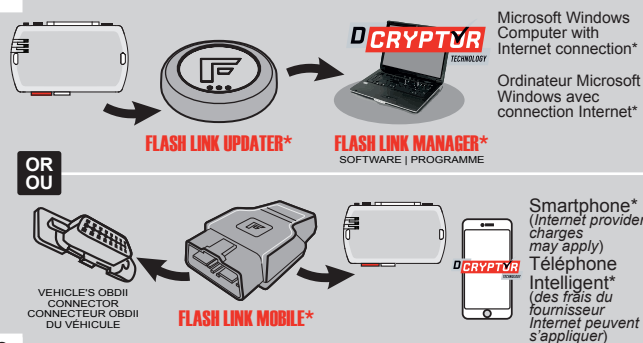 DCRYPTOR
TECHNOLOGY
Microsoft Windows
Computer with
Internet connection*
Ordinateur Microsoft
Windows avec
connection Internet*
FLASH LINK UPDATER*
FLASH LINK MANAGER*
SOFTWARE | PROGRAMME
OR
OU
VEHICLE'S OBDII
CONNECTOR
CONNECTEUR OBDII
DU VÉHICULE
FLASH LINK MOBILE*
DCRYPTOR
TECHNOLOGY
Smartphone*
(Internet provider
charges
may apply)
Téléphone
Intelligent*
(des frais du
fournisseur
Internet peuvent
s'appliquer)